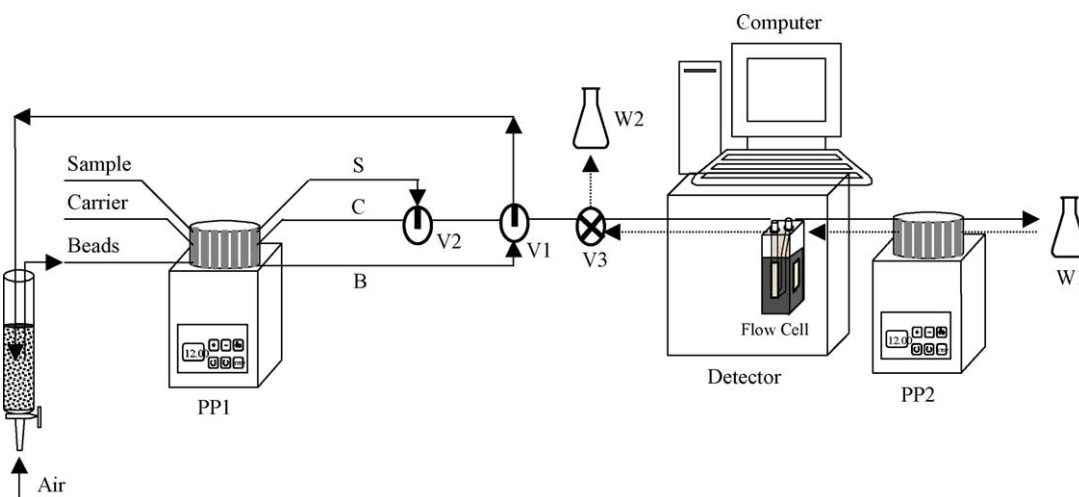 Computer
W2
Sample
S
Carrier
C
V2
V1
V3
Beads
B
W1
Flow Cell
12.00
+
-
12.00
+
-
PP1
Detector
PP2
Air